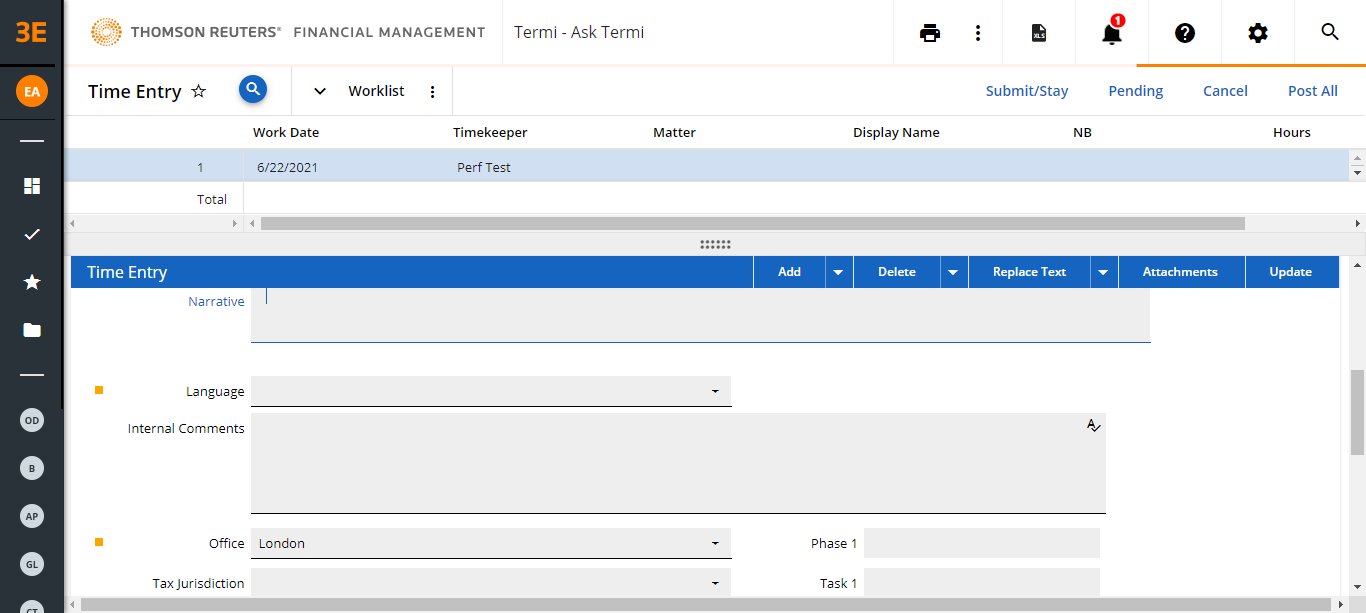 3E
THOMSON REUTERS® FINANCIAL MANAGEMENT
Termi - Ask Termi
XLS
1
EA
Time Entry
Worklist
Submit/Stay
Pending
Cancel
Post All
Work Date
Timekeeper
Matter
Display Name
NB
Hours
1
6/22/2021
Perf Test
Total
Time Entry
Add
Delete
Replace Text
Attachments
Update
Narrative
Language
Internal Comments
Office
London
Phase 1
Tax Jurisdiction
Task 1
OD
B
AP
GL
CT